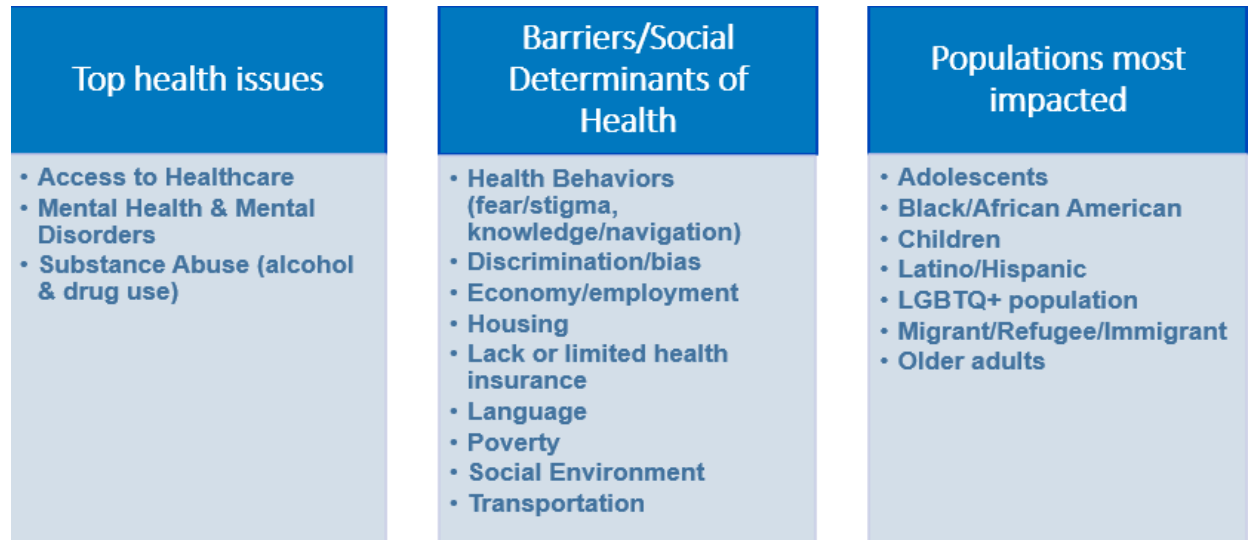 Top health issues
• Access to Healthcare
• Mental Health & Mental
Disorders
• Substance Abuse (alcohol
& drug use)
Barriers/Social
Determinants of
Health
• Health Behaviors
(fear/stigma,
knowledge/navigation)
• Discrimination/bias
• Economy/employment
• Housing
• Lack or limited health
insurance
• Language
• Poverty
• Social Environment
• Transportation
Populations most
impacted
• Adolescents
• Black/African American
• Children
• Latino/Hispanic
• LGBTQ+ population
• Migrant/Refugee/Immigrant
• Older adults